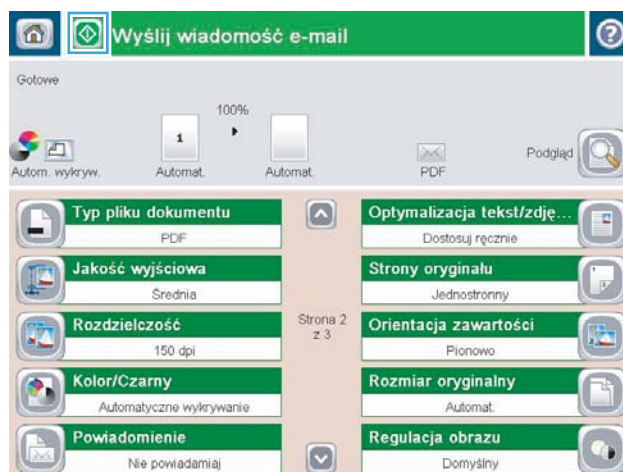 Wyślij wiadomość e-mail
?
Gotowe
100%
1
Autom. wykryw.
Automat.
Automat.
PDF
Podgląd
Typ pliku dokumentu
PDF
Jakość wyjściowa
Średnia
Rozdzielczość
150 dpi
Kolor/Czarny
Automatyczne wykrywanie
Powiadomienie
Nie powiadamiaj
Strona 2
z 3
Optymalizacja tekst/zdję...
Dostosuj ręcznie
Strony oryginału
Jednostronny
Orientacja zawartości
Pionowo
Rozmiar oryginalny
Automat.
Regulacja obrazu
Domyślny